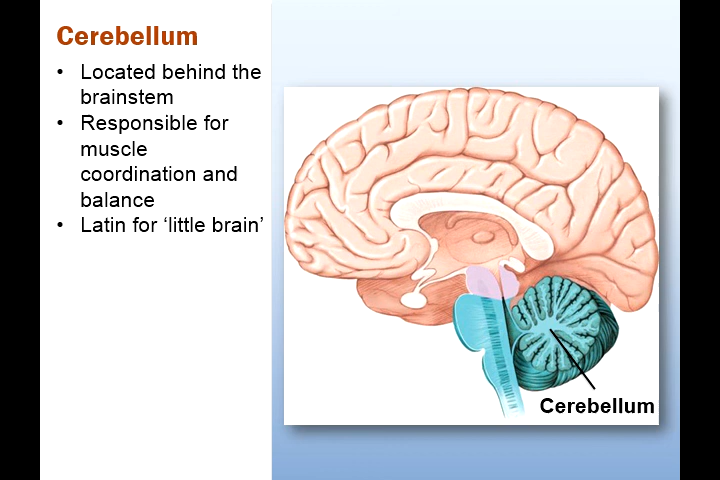 Cerebellum
• Located behind the
brainstem
• Responsible for
muscle
coordination and
balance
• Latin for ‘little brain’
Cerebellum